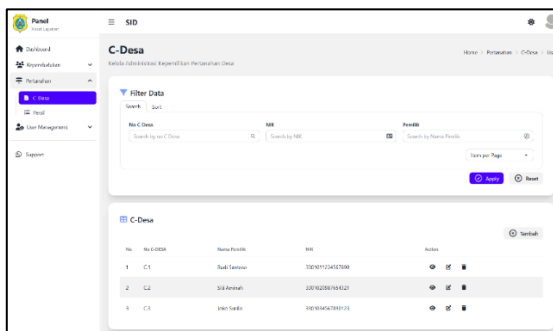 Panel
SID
Dashboard
Kependudukan
Pertanahan
C-Desa
Persil
User Management
Support
C-Desa
Kelola Administrasi Kepemilikan Pertanahan Desa
Home / Pertanahan / C-Desa
Filter Data
Search Sort
No C Desa NIK Pemilik
Search by no C Desa Search by NIK Search by Nama Pemilik
Item per Page
Apply Reset
C-Desa
Tambah
No No C-DESA Nama Pemilik NIK Action
1 C1 Budi Santoso
2 C2 Siti Aminah
3 C3 Joko Susilo